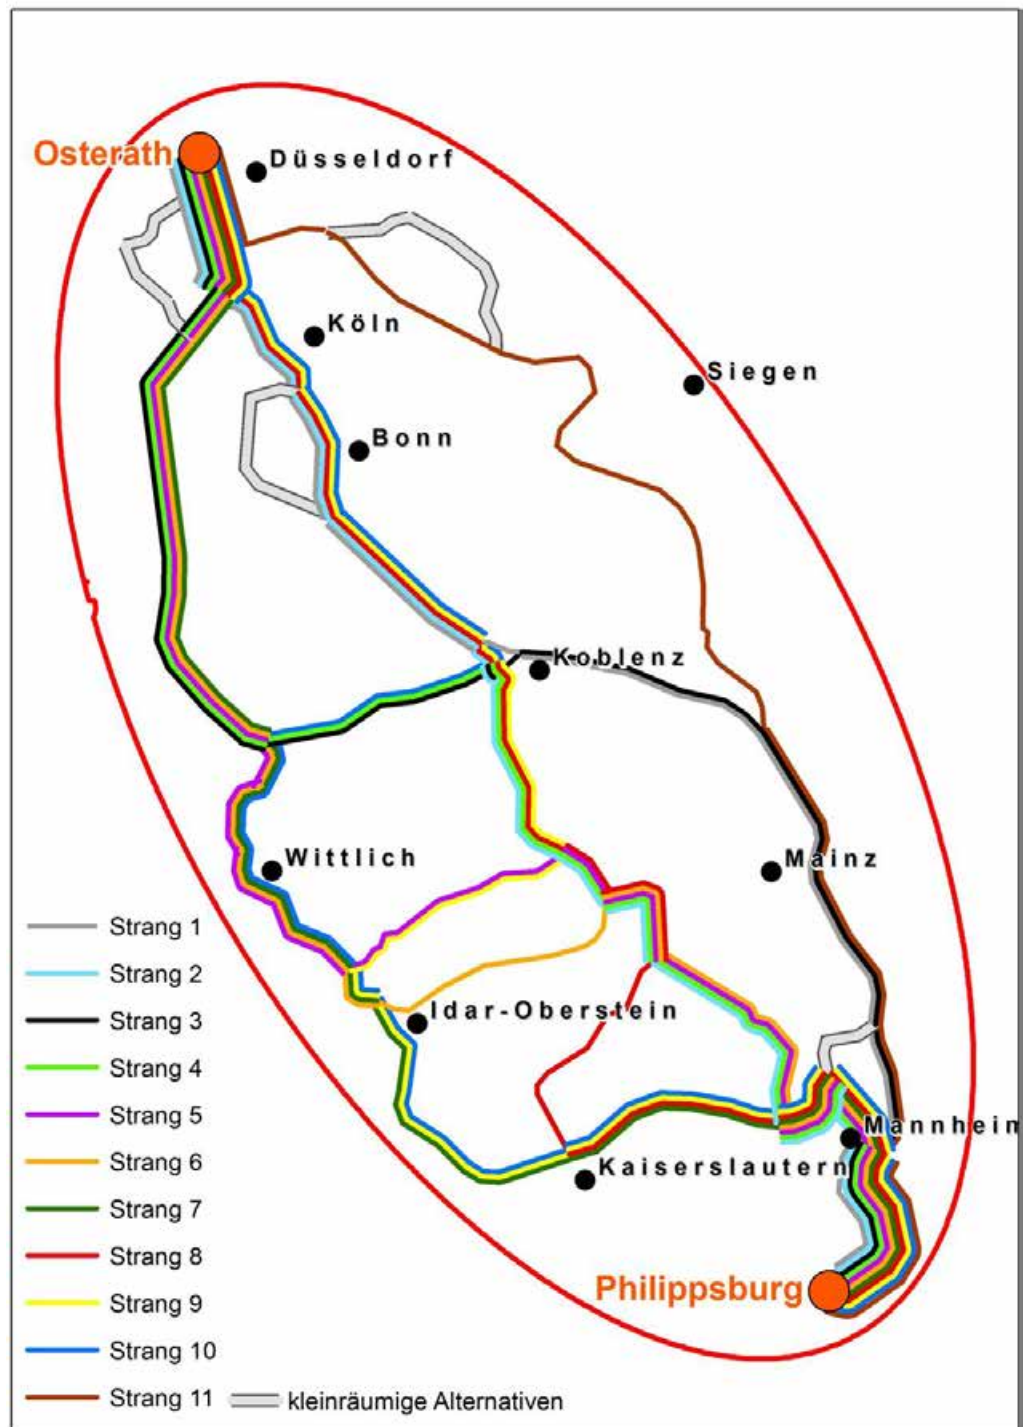 Osterath
Düsseldorf
Köln
Siegen
Bonn
Koblenz
Wittlich
Mainz
Idar-Oberstein
Mannheim
Kaiserslautern
Philippsburg
Strang 1
Strang 2
Strang 3
Strang 4
Strang 5
Strang 6
Strang 7
Strang 8
Strang 9
Strang 10
Strang 11
kleinräumige Alternativen